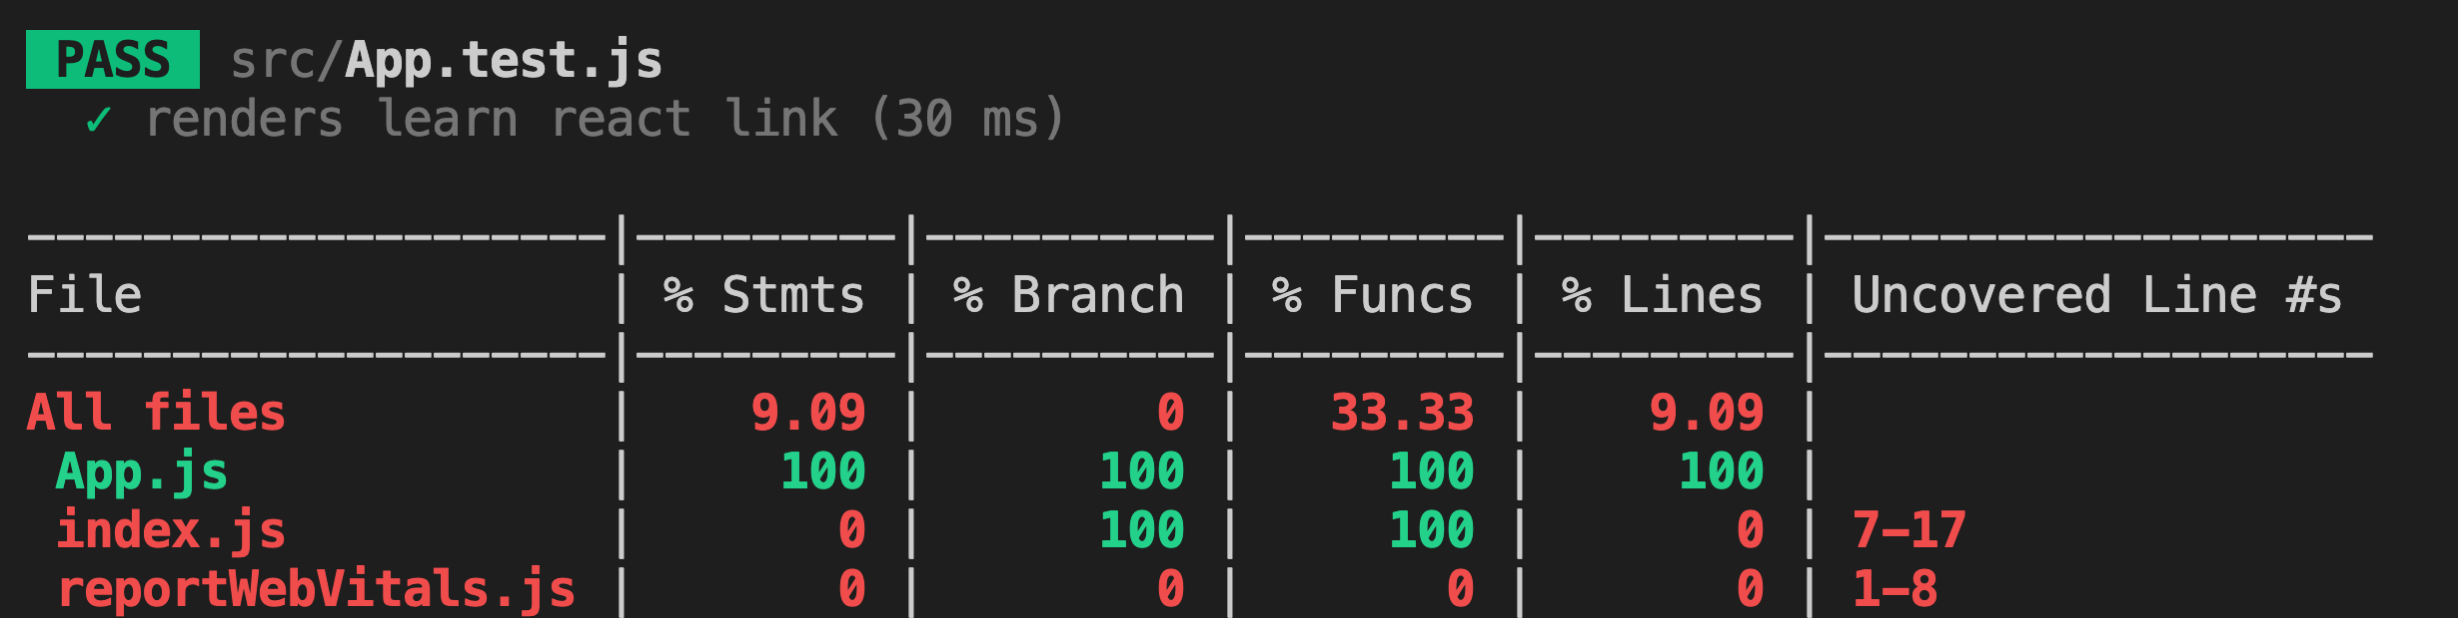 PASS src/App.test.js
✓ renders learn react link (30 ms)
--------------------|---------|----------|---------|---------|-------------------
File                | % Stmts | % Branch | % Funcs | % Lines | Uncovered Line #s
--------------------|---------|----------|---------|---------|-------------------
All files           |    9.09 |        0 |   33.33 |    9.09 |
 App.js             |     100 |      100 |     100 |     100 |
 index.js           |       0 |      100 |     100 |       0 | 7-17
 reportWebVitals.js |       0 |        0 |       0 |       0 | 1-8